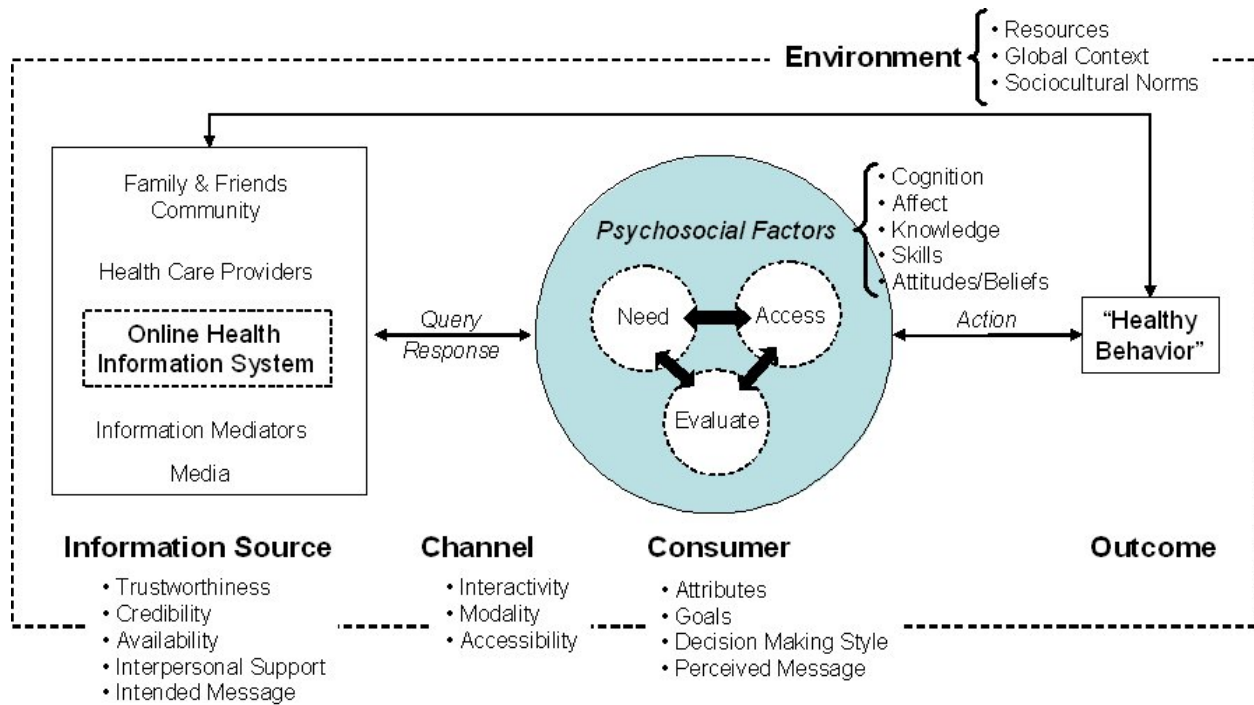 Environment
• Resources
• Global Context
• Sociocultural Norms
Family & Friends
Community
Health Care Providers
Online Health
Information System
Information Mediators
Media
Query
Response
Psychosocial Factors
• Cognition
• Affect
• Knowledge
• Skills
• Attitudes/Beliefs
Need
Access
Evaluate
Action
“Healthy
Behavior”
Information Source
• Trustworthiness
• Credibility
• Availability
• Interpersonal Support
• Intended Message
Channel
• Interactivity
• Modality
• Accessibility
Consumer
• Attributes
• Goals
• Decision Making Style
• Perceived Message
Outcome